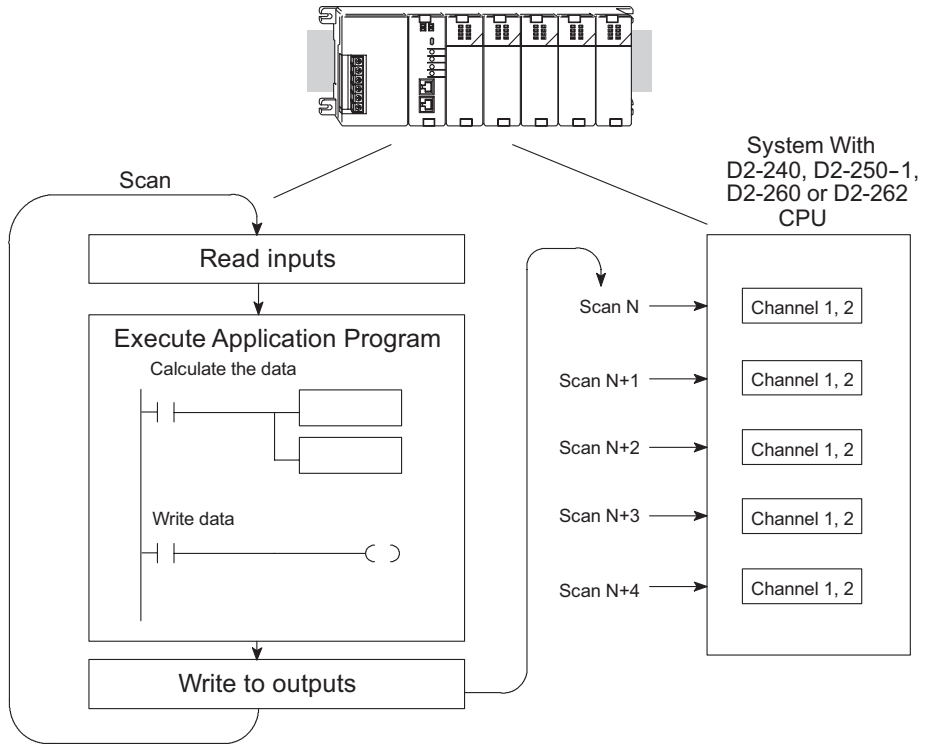 System With
D2-240, D2-250-1,
D2-260 or D2-262
CPU
Scan
Read inputs
Execute Application Program
Calculate the data
Write data
Write to outputs
Scan N
Channel 1, 2
Scan N+1
Channel 1, 2
Scan N+2
Channel 1, 2
Scan N+3
Channel 1, 2
Scan N+4
Channel 1, 2